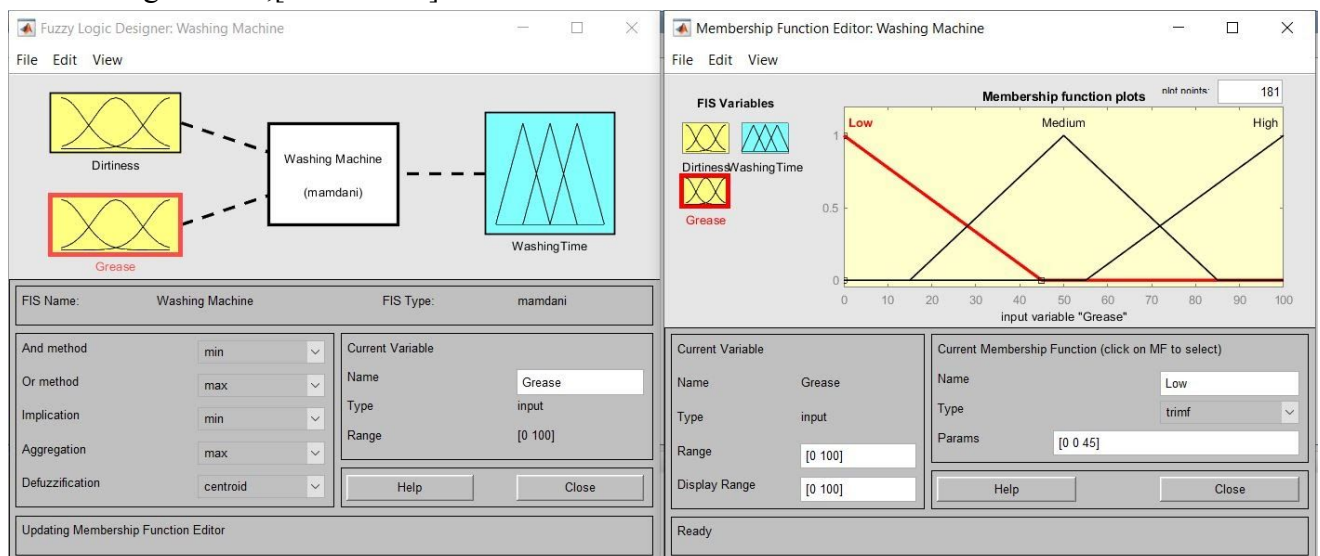 Fuzzy Logic Designer: Washing Machine
File Edit View
Dirtiness
Grease
Washing Machine
(mamdani)
WashingTime
FIS Name: Washing Machine FIS Type: mamdani
And method min
Or method max
Implication min
Aggregation max
Defuzzification centroid
Current Variable
Name Grease
Type input
Range [0 100]
Help Close
Updating Membership Function Editor
Membership Function Editor: Washing Machine
File Edit View
FIS Variables
Dirtiness WashingTime
Grease
Membership function plots plot points: 181
Low Medium High
1
0.5
0
0 10 20 30 40 50 60 70 80 90 100
input variable "Grease"
Current Variable
Name Grease
Type input
Range [0 100]
Display Range [0 100]
Current Membership Function (click on MF to select)
Name Low
Type trimf
Params [0 0 45]
Help Close
Ready